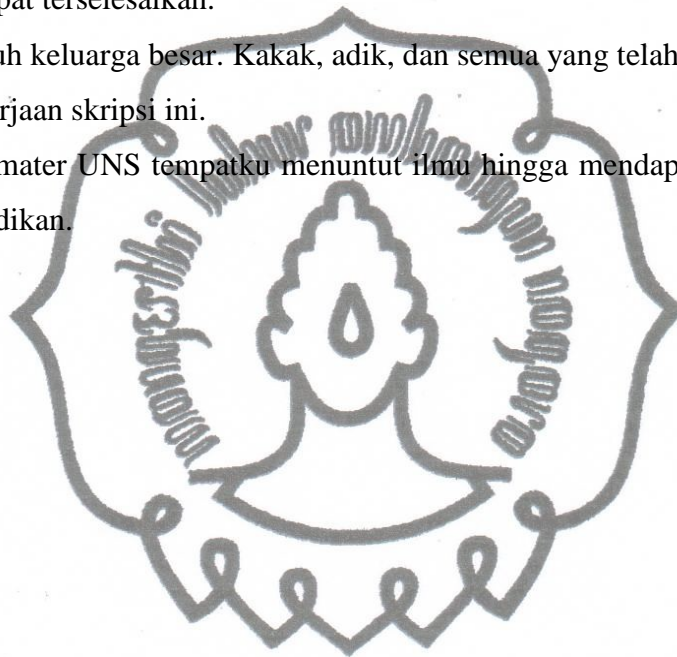 pat terselesaikan.
uh keluarga besar. Kakak, adik, dan semua yang telah
rjaan skripsi ini.
mater UNS tempatku menuntut ilmu hingga mendap
dikan.